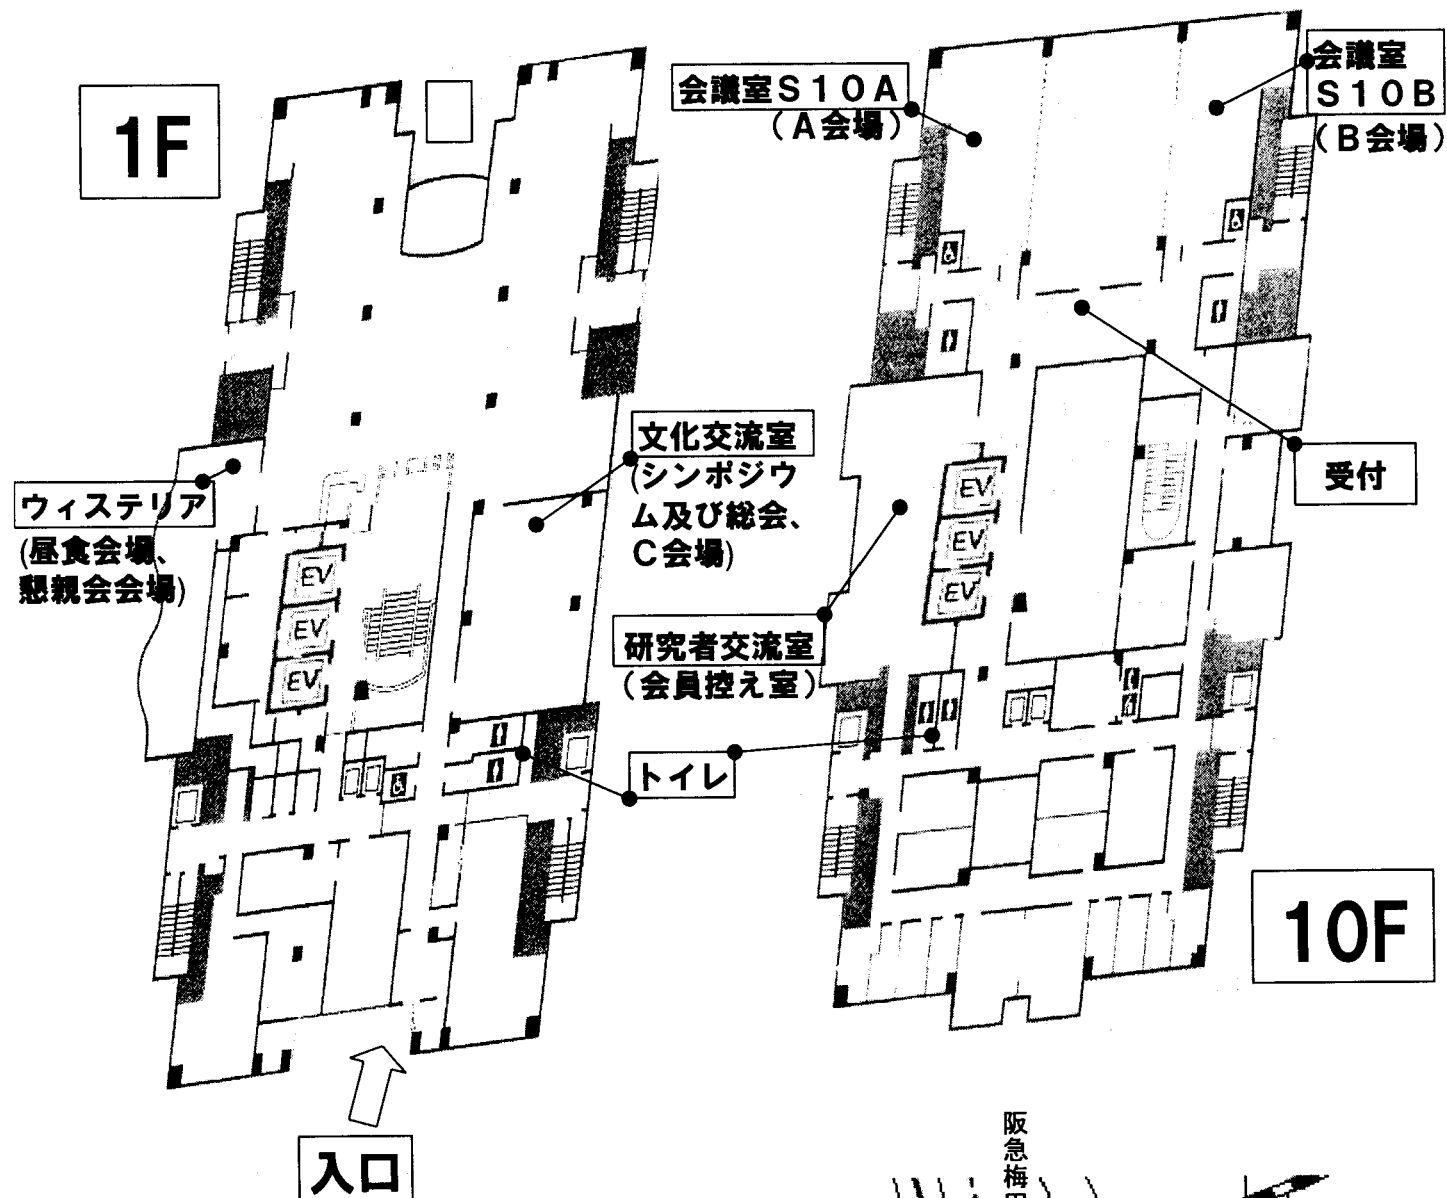 1F
会議室S10A
(A会場)
会議室
S10B
(B会場)
文化交流室
(シンポジウ
ム及び総会、
C会場)
受付
ウィステリア
(昼食会場、
懇親会会場)
EV
EV
EV
EV
EV
EV
研究者交流室
(会員控え室)
トイレ
10F
入口
阪急梅田